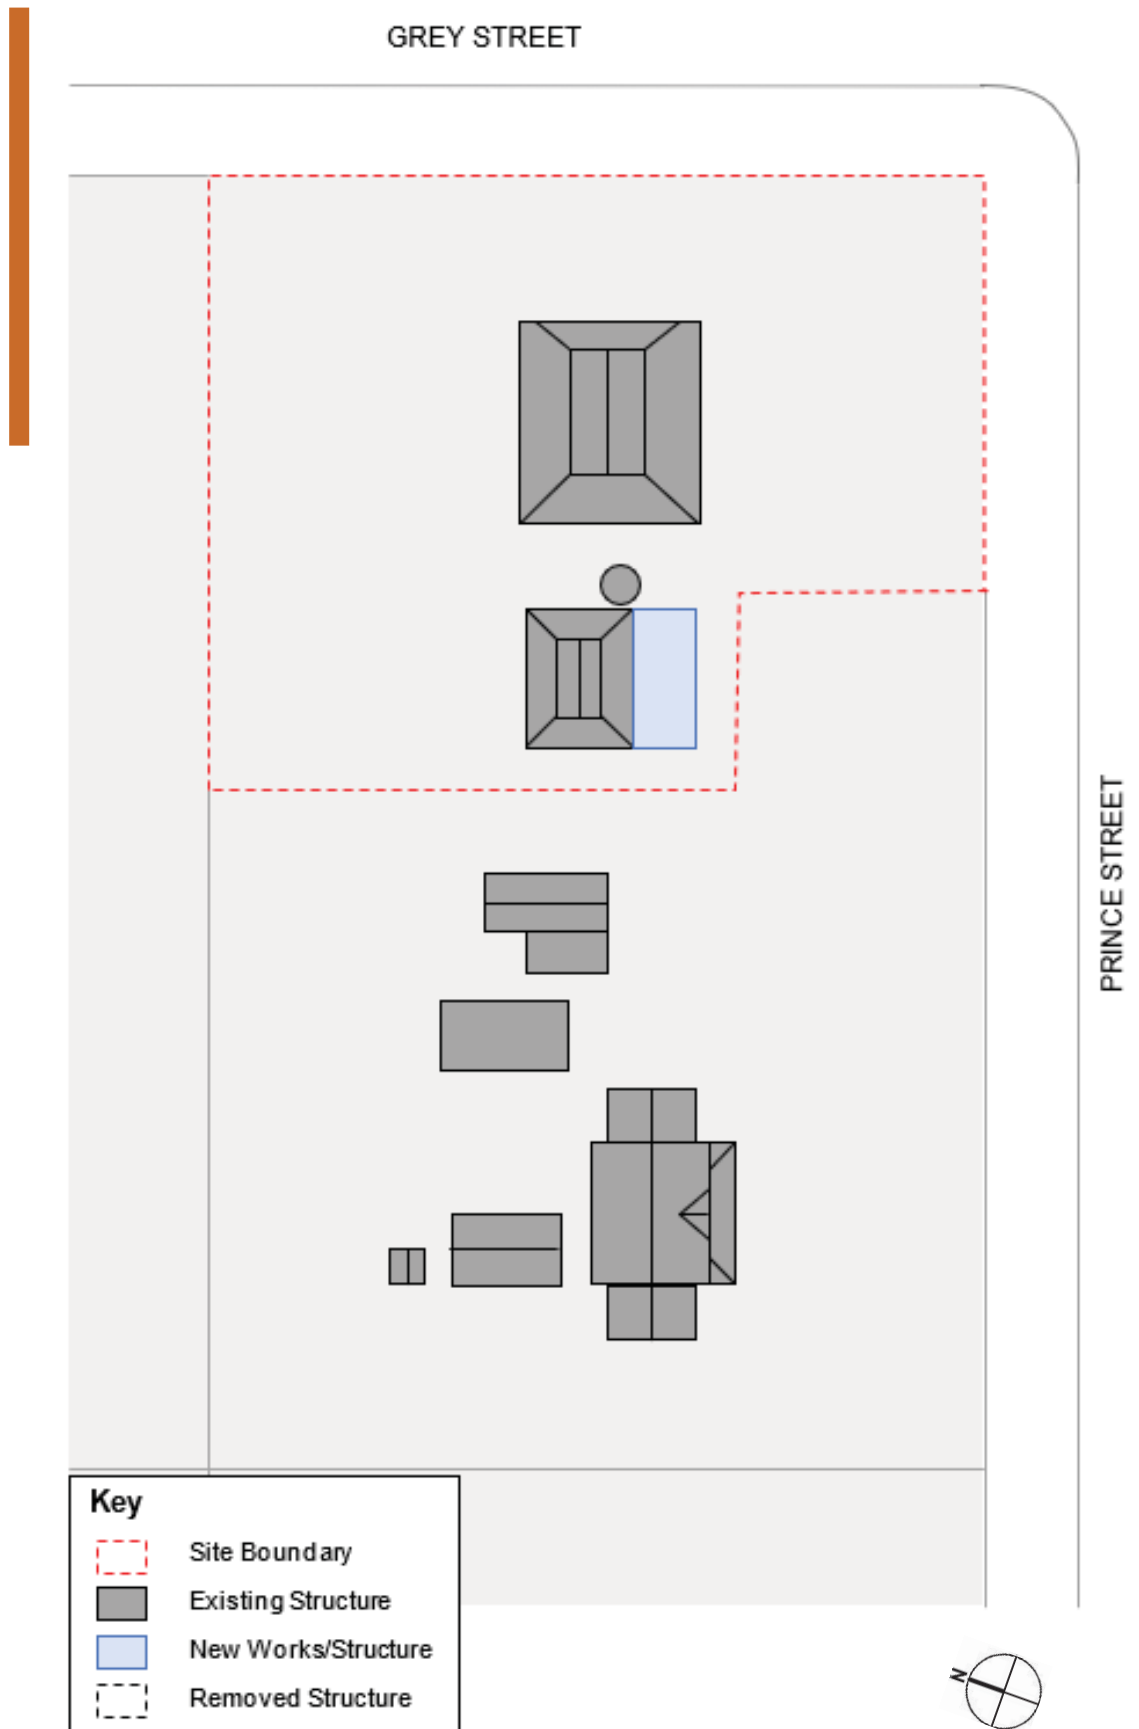 GREY STREET
PRINCE STREET
Key
Site Boundary
Existing Structure
New Works/Structure
Removed Structure
N